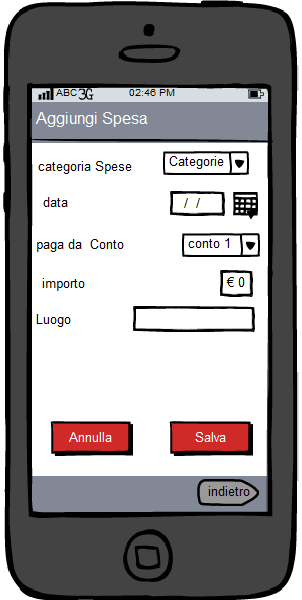 ABC 3G 02:46 PM
Aggiungi Spesa
categoria Spese Categorie
data / /
paga da Conto conto 1
importo € 0
Luogo
Annulla Salva
indietro